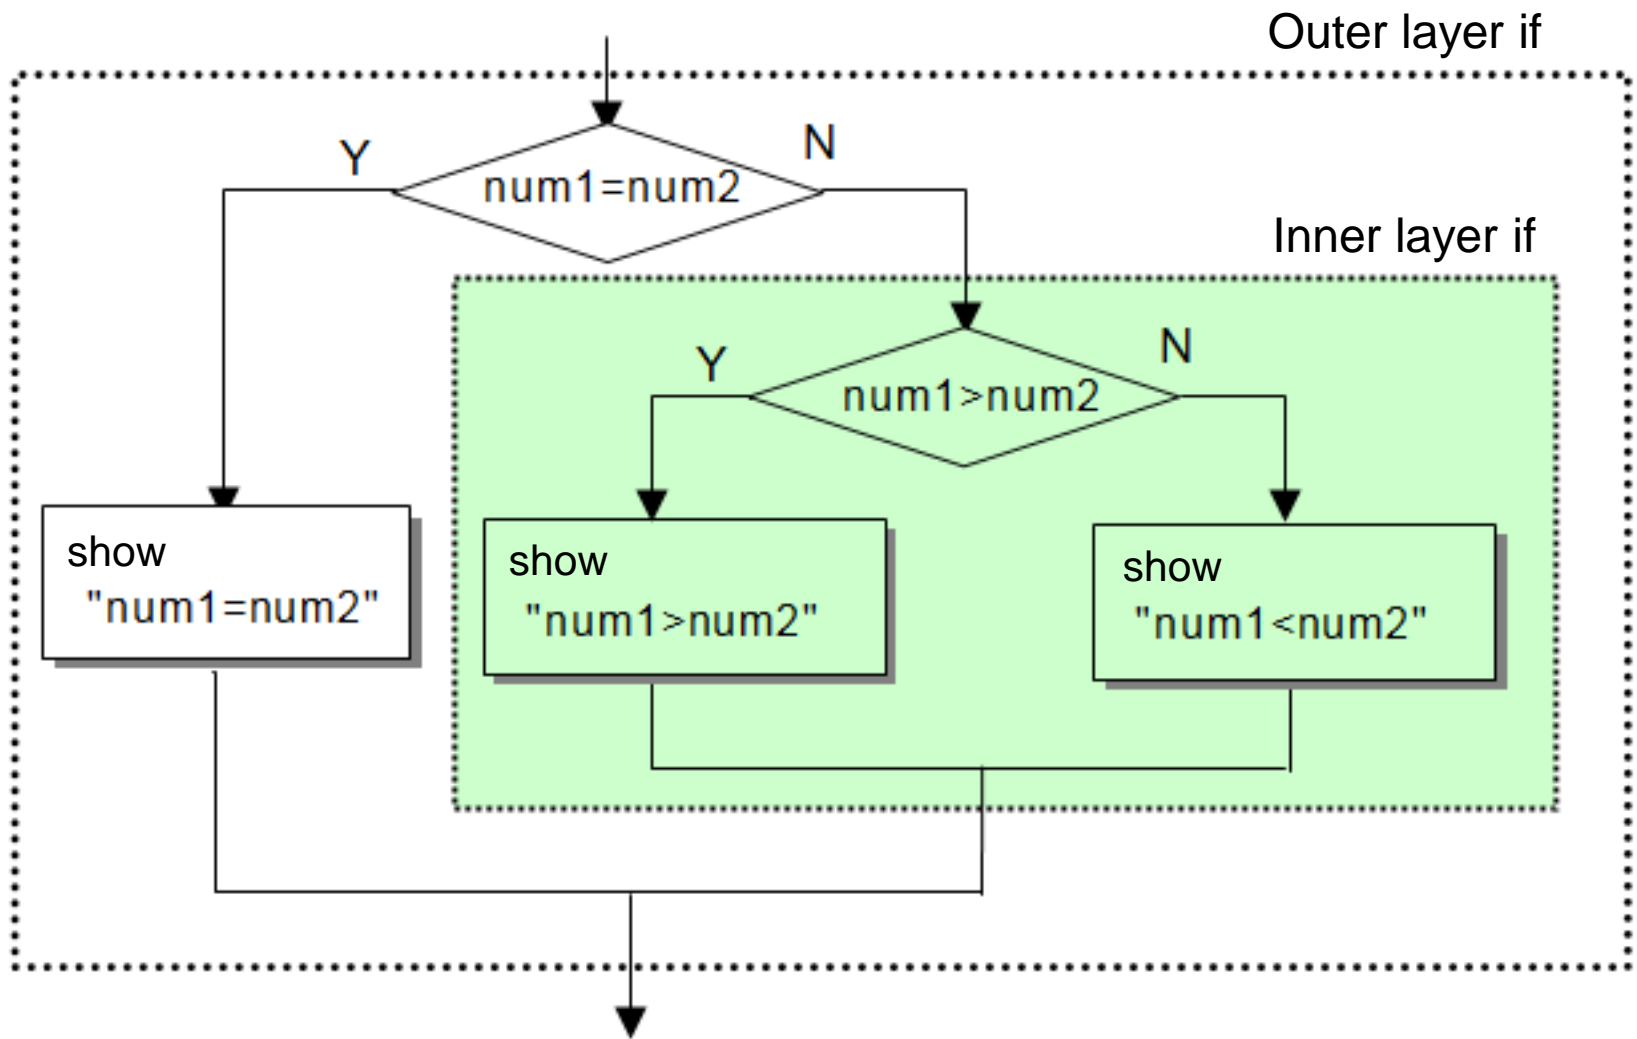 Outer layer if
Y
N
num1=num2
Inner layer if
Y
N
num1>num2
show
"num1=num2"
show
"num1>num2"
show
"num1<num2"